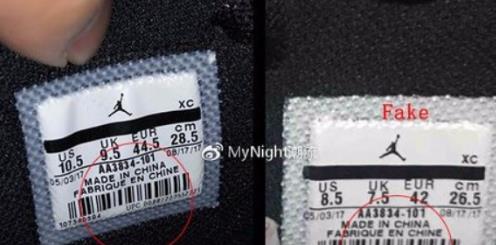 XC
US UK EUR cm
10.5 9.5 44.5 28.5
05/03/17 08/17/17
AA3834-101
MADE IN CHINA
FABRIQUE EN CHINE
MyNight
Fake
XC
US UK EUR cm
8.5 42 26.5
05/03/17 08/17/17
AA3834-101
MADE IN CHINA
FABRIQUE EN CHINE